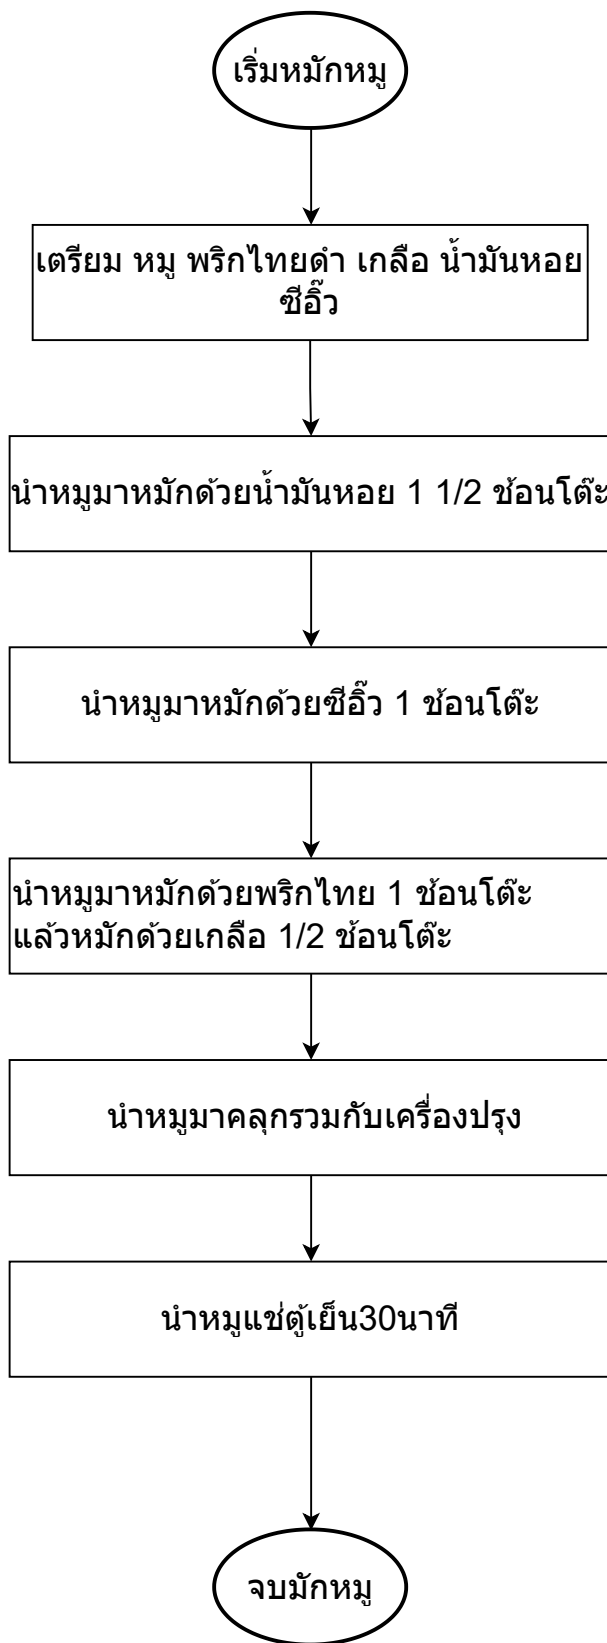 เริ่มหมักหมู
เตรียม หมู พริกไทยดำ เกลือ น้ำมันหอย
ซีอิ๊ว
นำหมูมาหมักด้วยน้ำมันหอย 1 1/2 ช้อนโต๊ะ
นำหมูมาหมักด้วยซีอิ๊ว 1 ช้อนโต๊ะ
นำหมูมาหมักด้วยพริกไทย 1 ช้อนโต๊ะ
แล้วหมักด้วยเกลือ 1/2 ช้อนโต๊ะ
นำหมูมาคลุกรวมกับเครื่องปรุง
นำหมูแช่ตู้เย็น30นาที
จบมักหมู